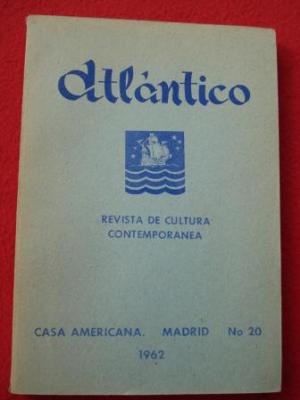 Atlántico
REVISTA DE CULTURA
CONTEMPORANEA
CASA AMERICANA. MADRID No 20
1962